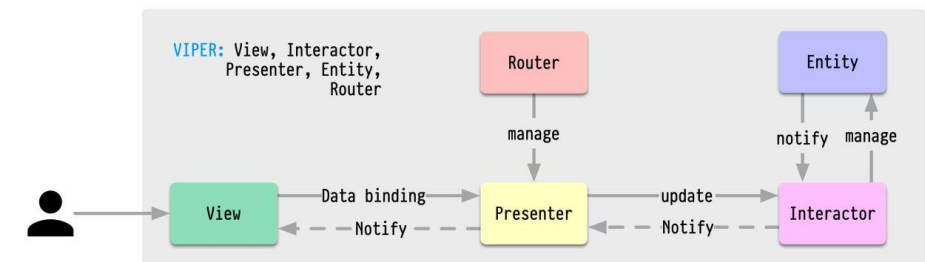 VIPER: View, Interactor,
Presenter, Entity,
Router
Router
Entity
manage
notify
manage
View
Data binding
Notify
Presenter
update
Notify
Interactor